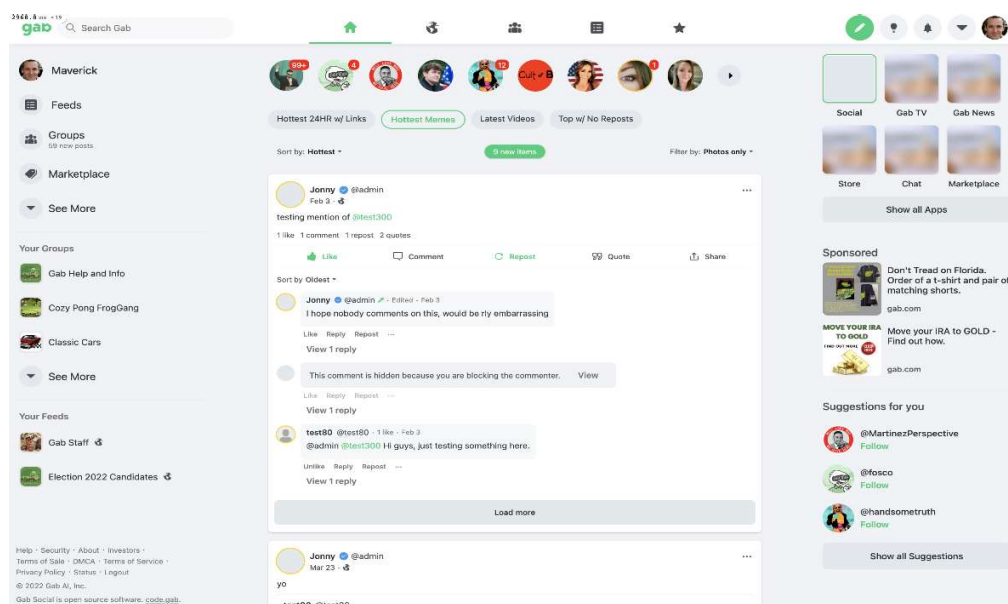 2968.8 ms +19
gab
Search Gab
Maverick
Feeds
Groups
59 new posts
Marketplace
See More
Your Groups
Gab Help and Info
Cozy Pong FrogGang
Classic Cars
See More
Your Feeds
Gab Staff
Election 2022 Candidates
Help · Security · About · Investors ·
Terms of Sale · DMCA · Terms of Service ·
Privacy Policy · Status · Logout
© 2022 Gab AI, Inc.
Gab Social is open source software. code.gab.
99+
4
12
Cult
B
1
Hottest 24HR w/ Links
Hottest Memes
Latest Videos
Top w/ No Reposts
Sort by: Hottest
9 new items
Filter by: Photos only
Jonny @admin
Feb 3 ·
testing mention of @test300
1 like 1 comment 1 repost 2 quotes
Like
Comment
Repost
Quote
Share
Sort by Oldest
Jonny @admin · Edited · Feb 3
I hope nobody comments on this, would be rly embarrassing
Like Reply Repost ···
View 1 reply
This comment is hidden because you are blocking the commenter. View
Like Reply Repost ···
View 1 reply
test80 @test80 · 1 like · Feb 3
@admin @test300 Hi guys, just testing something here.
Unlike Reply Repost ···
View 1 reply
Load more
Jonny @admin
Mar 23 ·
yo
test80 @test80
Social
Gab TV
Gab News
Store
Chat
Marketplace
Show all Apps
Sponsored
Don't Tread on Florida.
Order of a t-shirt and pair of
matching shorts.
gab.com
MOVE YOUR IRA
TO GOLD
FIND OUT MORE
Move your IRA to GOLD -
Find out how.
gab.com
Suggestions for you
@MartinezPerspective
Follow
@fosco
Follow
@handsometruth
Follow
Show all Suggestions